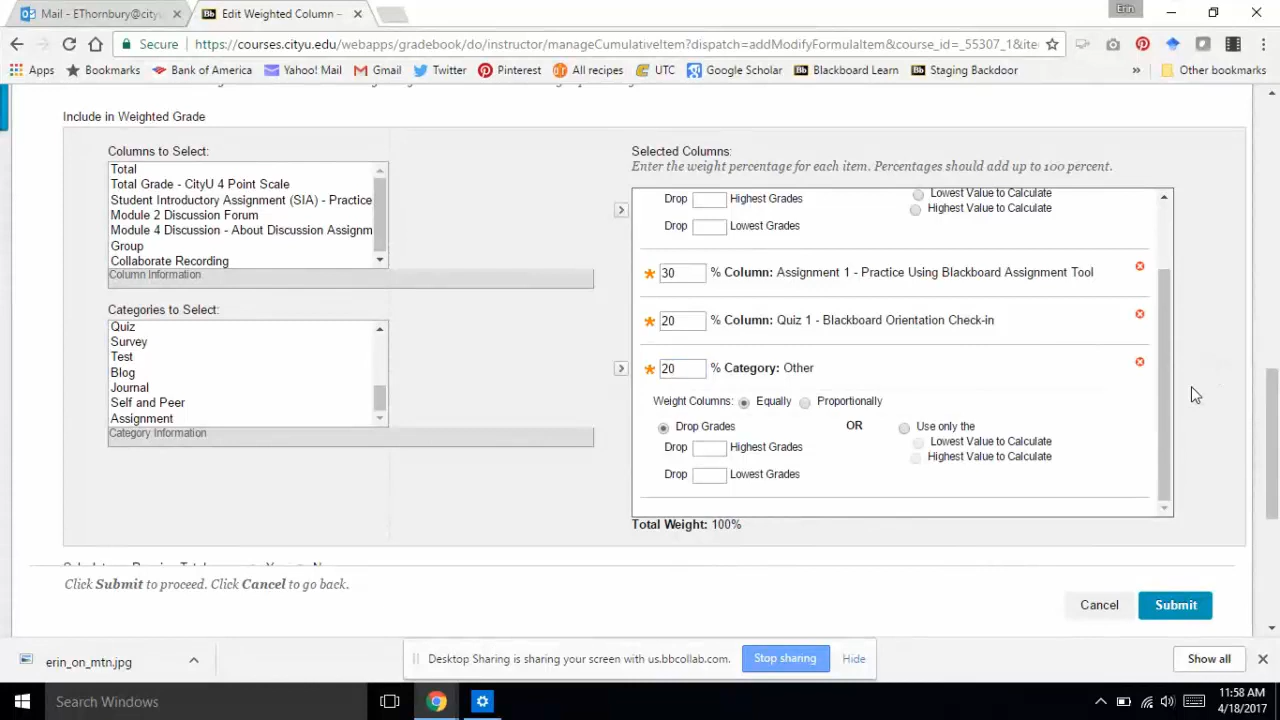 Erin
Mail - EThornbury@city
Edit Weighted Column –
Secure
https://courses.cityu.edu/webapps/gradebook/do/instructor/manageCumulativeItem?dispatch=addModifyFormulaItem&course_id=_55307_1&ite
Apps
Bookmarks
Bank of America
Yahoo! Mail
Gmail
Twitter
Pinterest
All recipes
UTC
Google Scholar
Blackboard Learn
Staging Backdoor
Other bookmarks
Include in Weighted Grade
Columns to Select:
Total
Total Grade - CityU 4 Point Scale
Student Introductory Assignment (SIA) - Practice
Module 2 Discussion Forum
Module 4 Discussion - About Discussion Assignm
Group
Collaborate Recording
Column Information
Categories to Select:
Quiz
Survey
Test
Blog
Journal
Self and Peer
Assignment
Category Information
Selected Columns:
Enter the weight percentage for each item. Percentages should add up to 100 percent.
Drop Highest Grades
Lowest Value to Calculate
Highest Value to Calculate
Drop Lowest Grades
30 % Column: Assignment 1 - Practice Using Blackboard Assignment Tool
20 % Column: Quiz 1 - Blackboard Orientation Check-in
20 % Category: Other
Weight Columns: Equally Proportionally
Drop Grades OR Use only the
Drop Highest Grades
Lowest Value to Calculate
Highest Value to Calculate
Drop Lowest Grades
Total Weight: 100%
Click Submit to proceed. Click Cancel to go back.
Cancel
Submit
erin_on_mtn.jpg
Desktop Sharing is sharing your screen with us.bbcollab.com.
Stop sharing
Hide
Show all
Search Windows
11:58 AM
4/18/2017